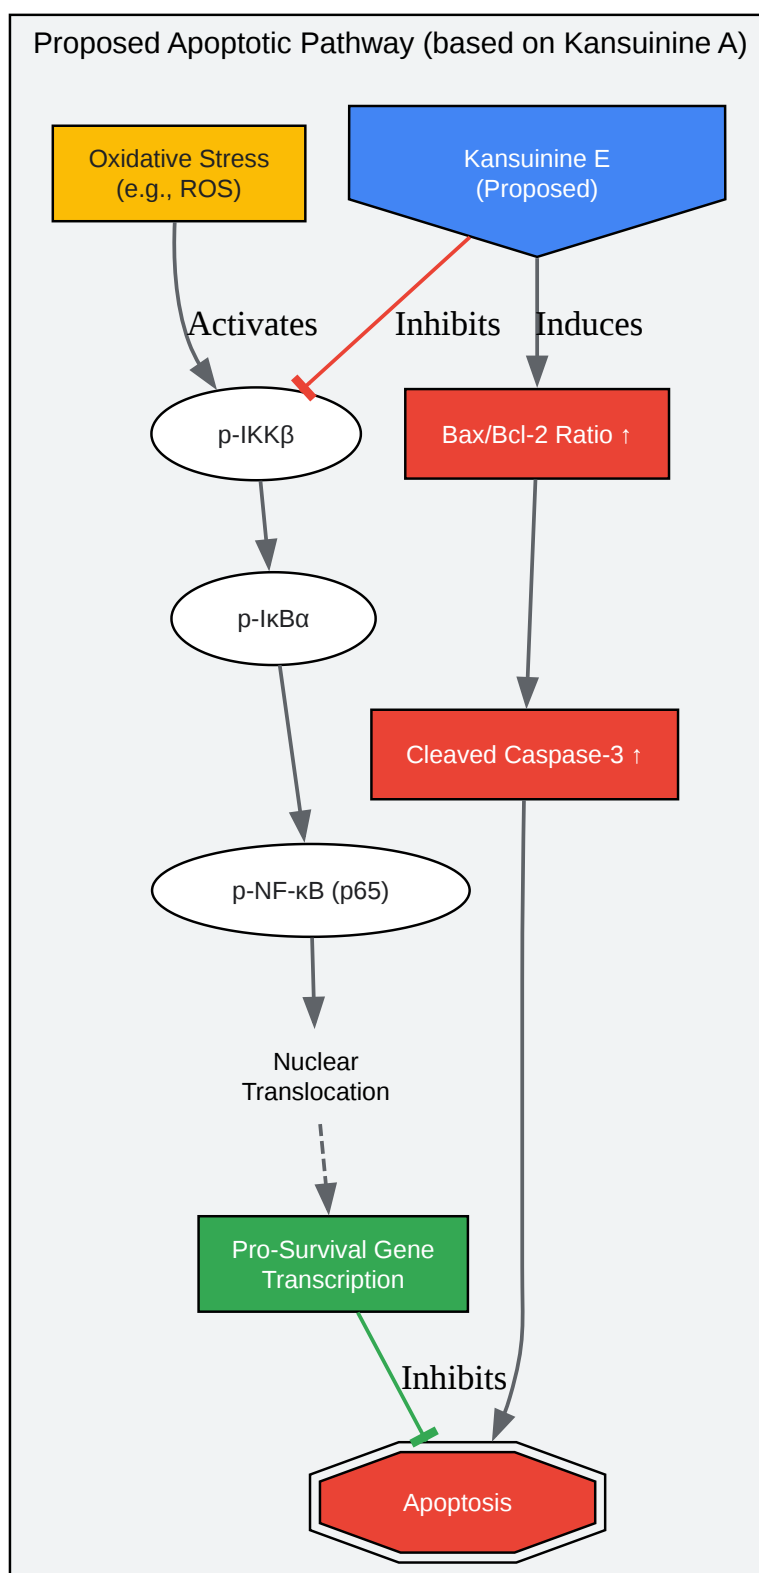 Proposed Apoptotic Pathway (based on Kansuinine A)
Oxidative Stress
(e.g., ROS)
Kansuinine E
(Proposed)
Activates
Inhibits
Induces
p-IKKβ
Bax/Bcl-2 Ratio ↑
p-IκBα
Cleaved Caspase-3 ↑
p-NF-κB (p65)
Nuclear
Translocation
Pro-Survival Gene
Transcription
Inhibits
Apoptosis